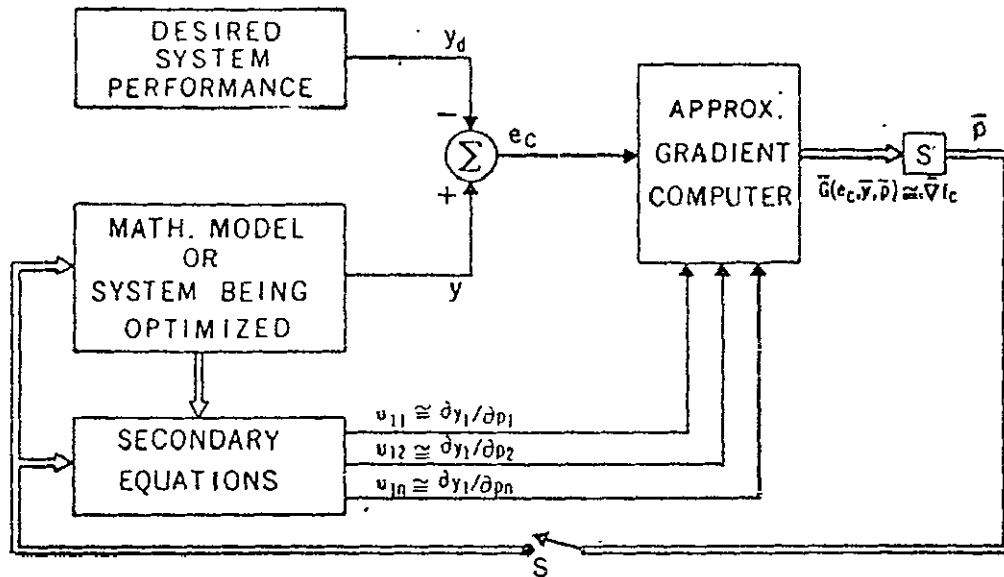 DESIRED
SYSTEM
PERFORMANCE
y_d
−
e_c
Σ
+
y
APPROX.
GRADIENT
COMPUTER
S
p̄
Ḡ(e_c,ȳ,p̄) ≅ ∇̄f_c
MATH. MODEL
OR
SYSTEM BEING
OPTIMIZED
SECONDARY
EQUATIONS
u_11 ≅ ∂y_1/∂p_1
u_12 ≅ ∂y_1/∂p_2
u_1n ≅ ∂y_1/∂p_n
S